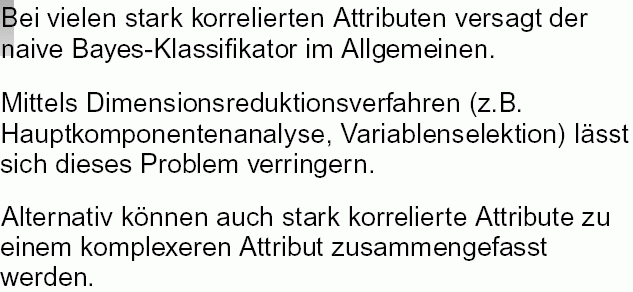 Bei vielen stark korrelierten Attributen versagt der
naive Bayes-Klassifikator im Allgemeinen.
Mittels Dimensionsreduktionsverfahren (z.B.
Hauptkomponentenanalyse, Variablenselektion) lässt
sich dieses Problem verringern.
Alternativ können auch stark korrelierte Attribute zu
einem komplexeren Attribut zusammengefasst
werden.